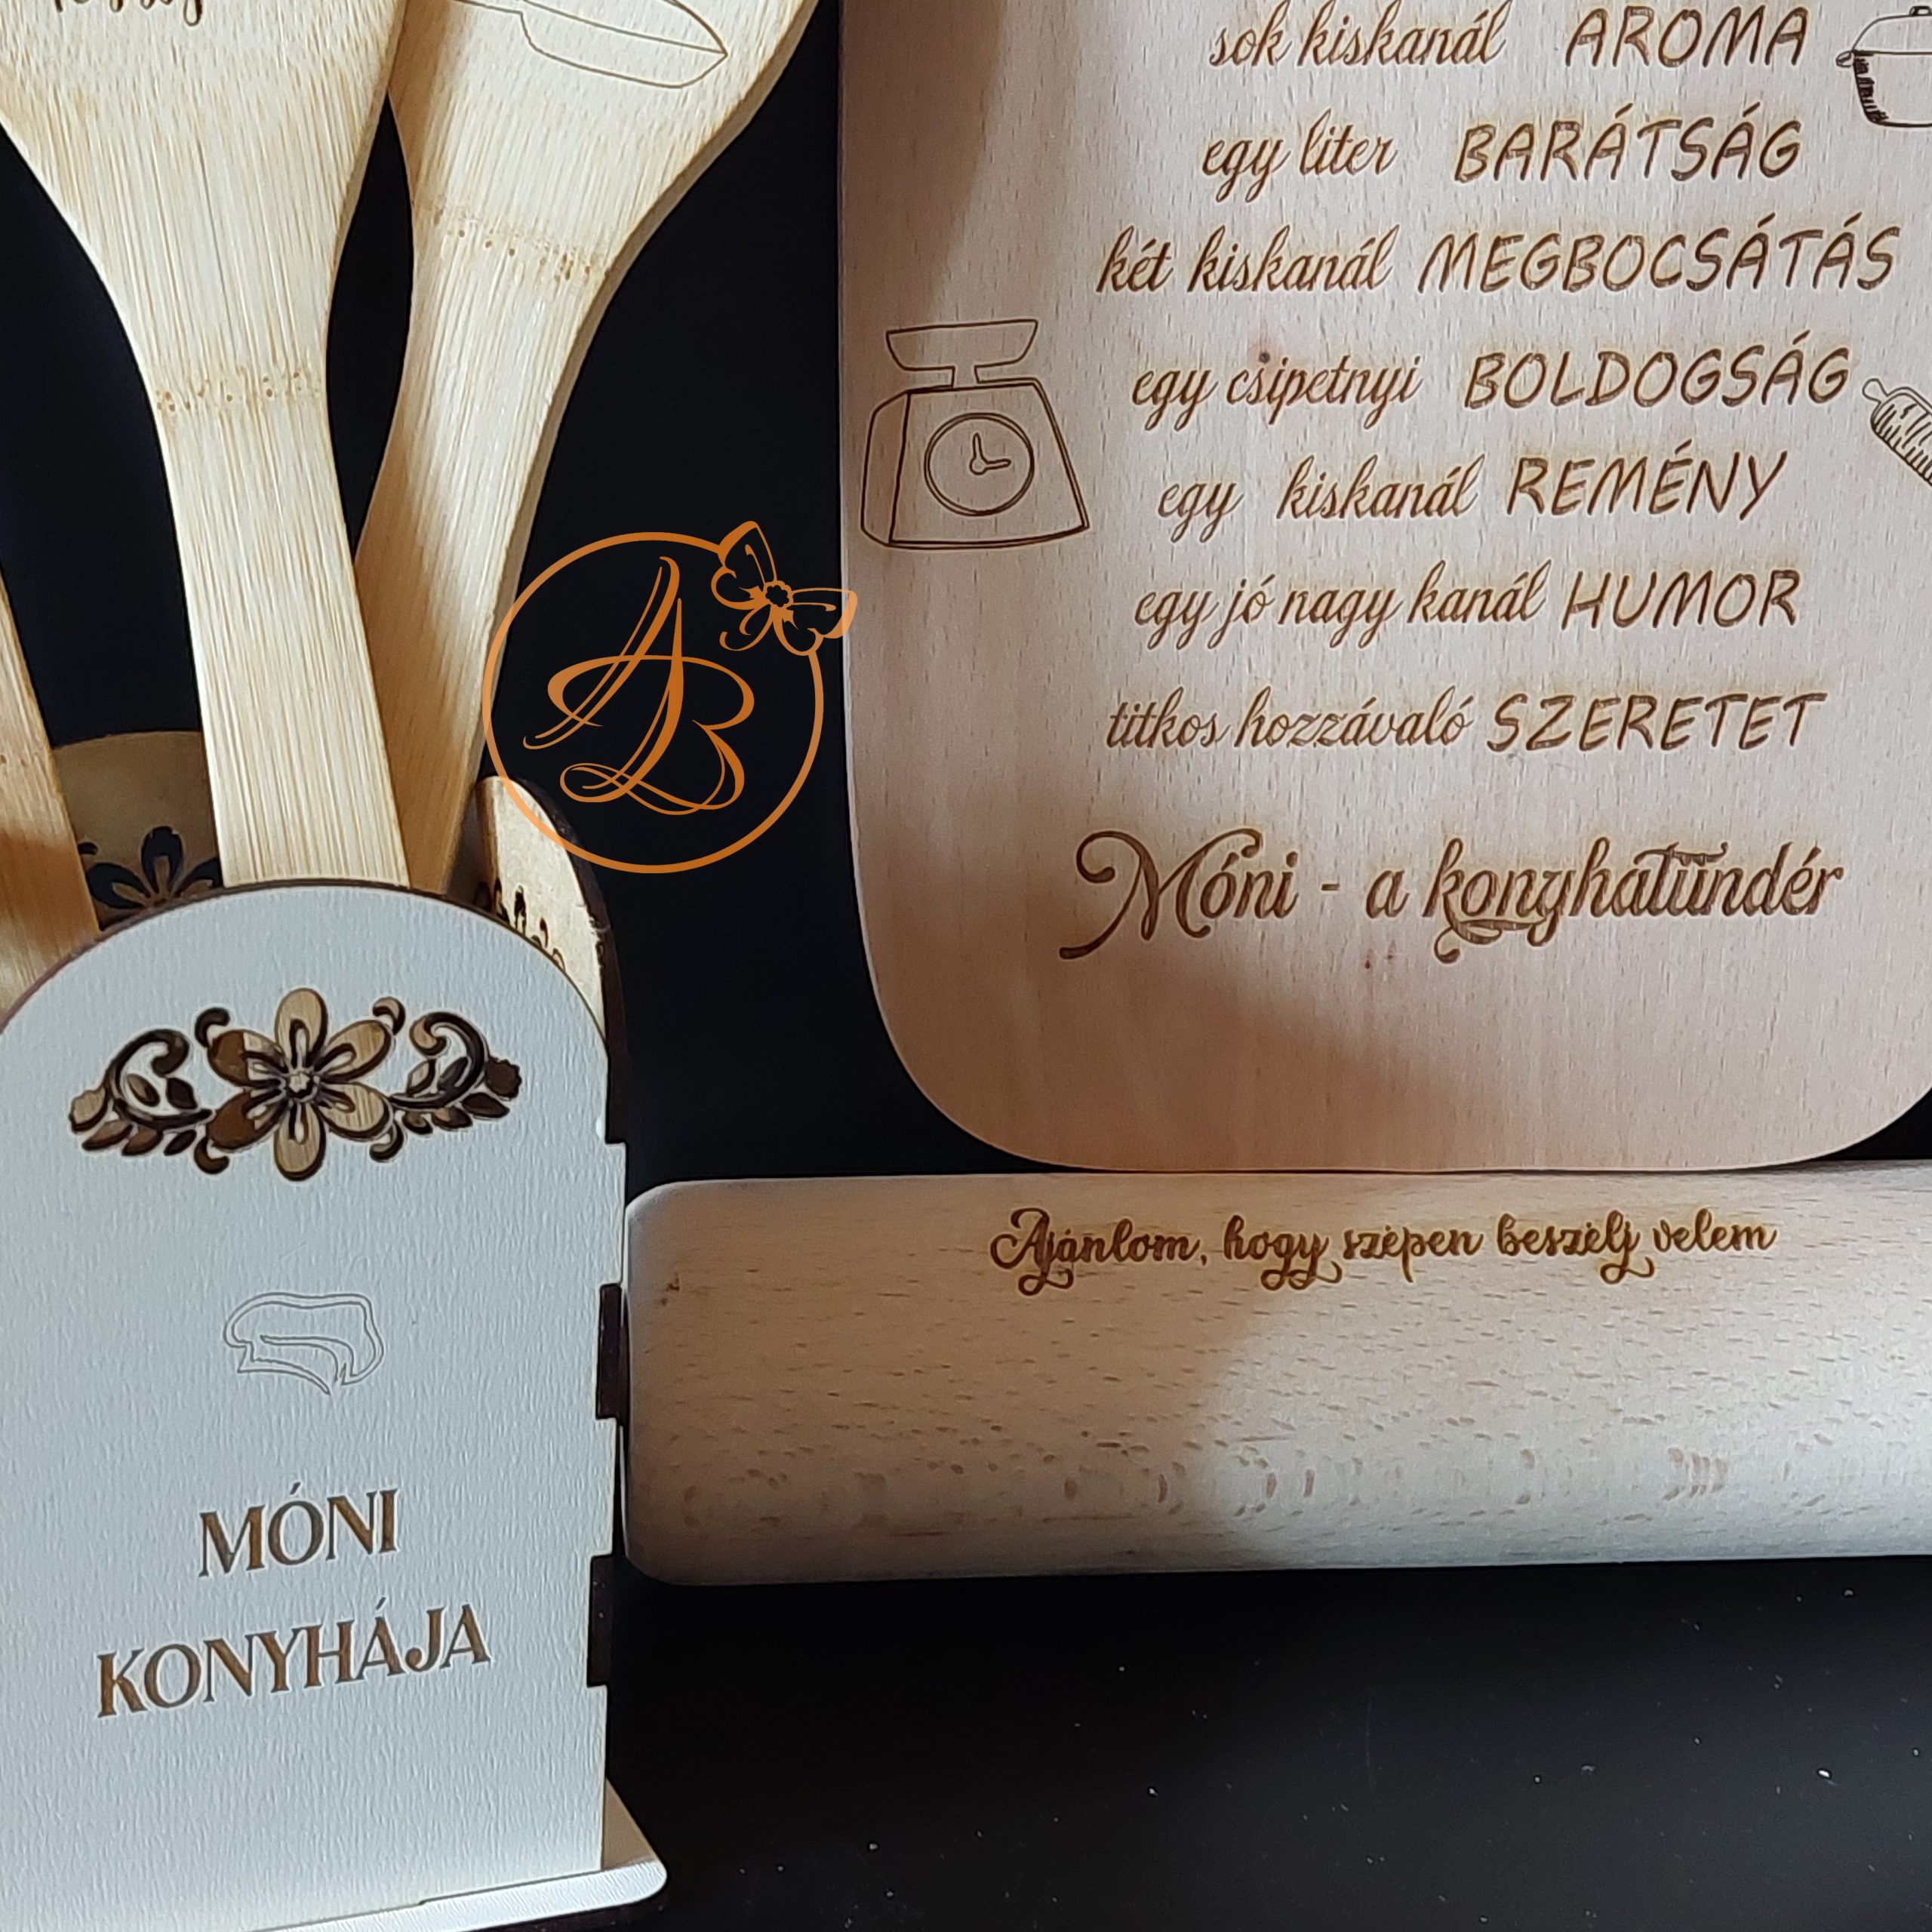 sok kiskanál AROMA
egy liter BARÁTSÁG
két kiskanál MEGBOCSÁTÁS
egy csipetnyi BOLDOGSÁG
egy kiskanál REMÉNY
egy jó nagy kanál HUMOR
titkos hozzávaló SZERETET
Móni - a konyhatündér
AB
Ajánlom, hogy szépen beszélj velem
MÓNI
KONYHÁJA